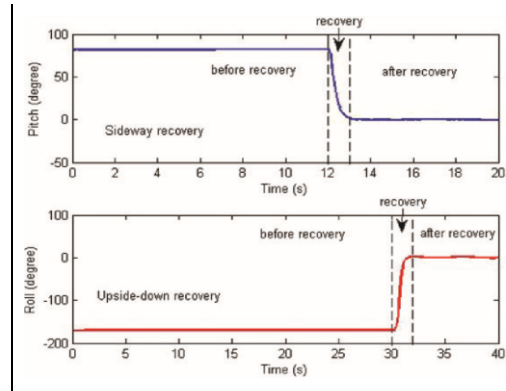 recovery
100
before recovery
after recovery
50
Pitch (degree)
0
Sideway recovery
-50
0 2 4 6 8 10 12 14 16 18 20
Time (s)
recovery
100
before recovery
after recovery
0
Roll (degree)
-100
Upside-down recovery
-200
0 5 10 15 20 25 30 35 40
Time (s)